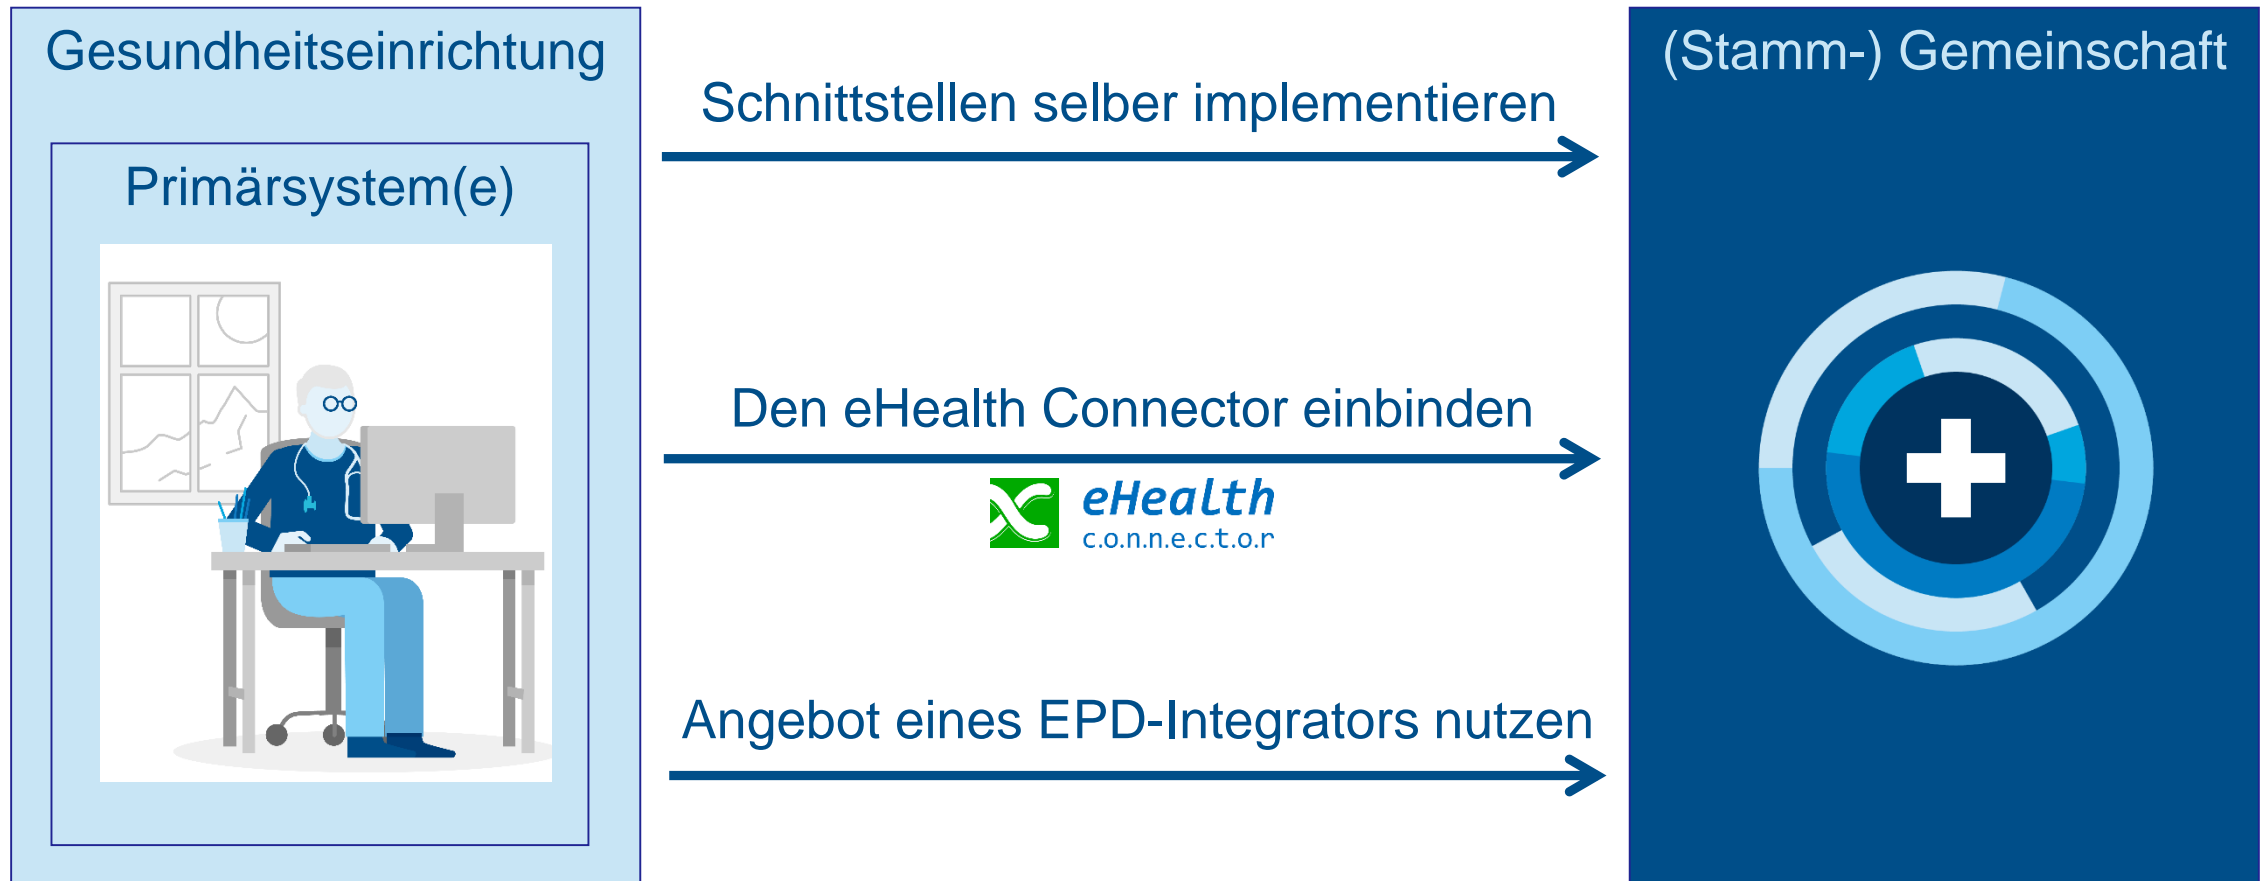 Gesundheitseinrichtung
Primärsystem(e)
Schnittstellen selber implementieren
Den eHealth Connector einbinden
eHealth
c.o.n.n.e.c.t.o.r
Angebot eines EPD-Integrators nutzen
(Stamm-) Gemeinschaft